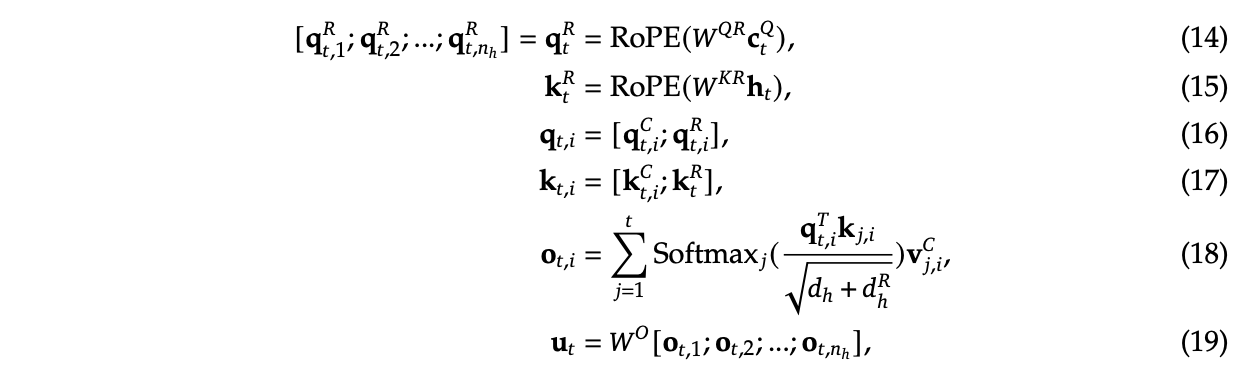 [𝐪^R_{t,1}; 𝐪^R_{t,2}; ...; 𝐪^R_{t,n_h}] = 𝐪^R_t = RoPE(W^{QR}𝐜^Q_t), (14)
𝐤^R_t = RoPE(W^{KR}𝐡_t), (15)
𝐪_{t,i} = [𝐪^C_{t,i}; 𝐪^R_{t,i}], (16)
𝐤_{t,i} = [𝐤^C_{t,i}; 𝐤^R_t], (17)
𝐨_{t,i} = \sum_{j=1}^{t} Softmax_j(\frac{𝐪^T_{t,i}𝐤_{j,i}}{\sqrt{d_h + d^R_h}})𝐯^C_{j,i}, (18)
𝐮_t = W^O[𝐨_{t,1}; 𝐨_{t,2}; ...; 𝐨_{t,n_h}], (19)